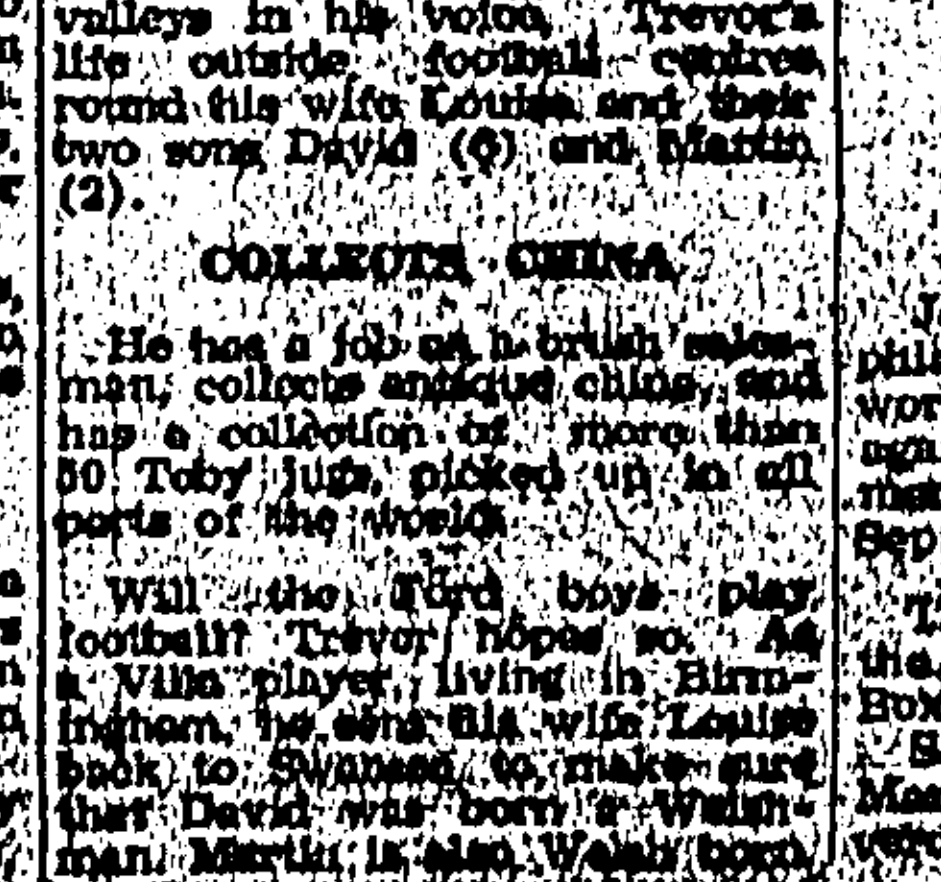 valleys in his voice, Trevor's
life outside football centres
round his wife Louise and their
two sons David (6) and Martin
(2).
COLLECTS CHINA
He has a job as a brush sales-
man, collects antique china, and
has a collection of more than
50 Toby jugs, picked up in all
parts of the world.
Will the Ford boys play
football? Trevor hopes so. As
a Villa player, living in Birm-
ingham, he sent his wife Louise
back to Swansea to make sure
that David was born a Welsh-
man. Martin is also Welsh born.